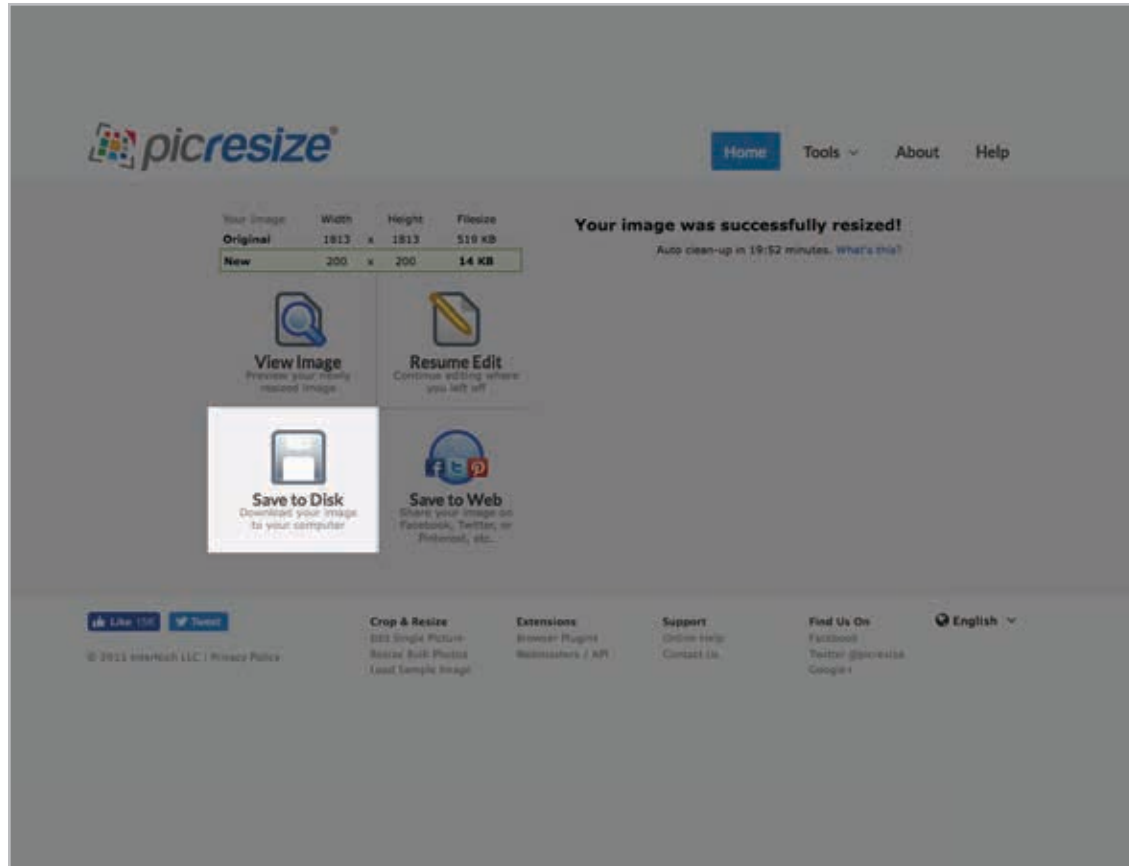 picresize®
Home Tools About Help
Your Image Width Height Filesize
Original 1813 x 1813 519 KB
New 200 x 200 14 KB
Your image was successfully resized!
Auto clean-up in 19:52 minutes. What's this?
View Image
Preview your newly
resized image
Resume Edit
Continue editing where
you left off
Save to Disk
Download your image
to your computer
Save to Web
Share your image on
Facebook, Twitter, or
Pinterest, etc.
Like Tweet
Crop & Resize
Edit Single Picture
Resize Bulk Photos
Load Sample Image
Extensions
Browser Plugins
Webmasters / API
Support
Online Help
Contact Us
Find Us On
Facebook
Twitter @picresize
Google+
English
LLC | Privacy Police